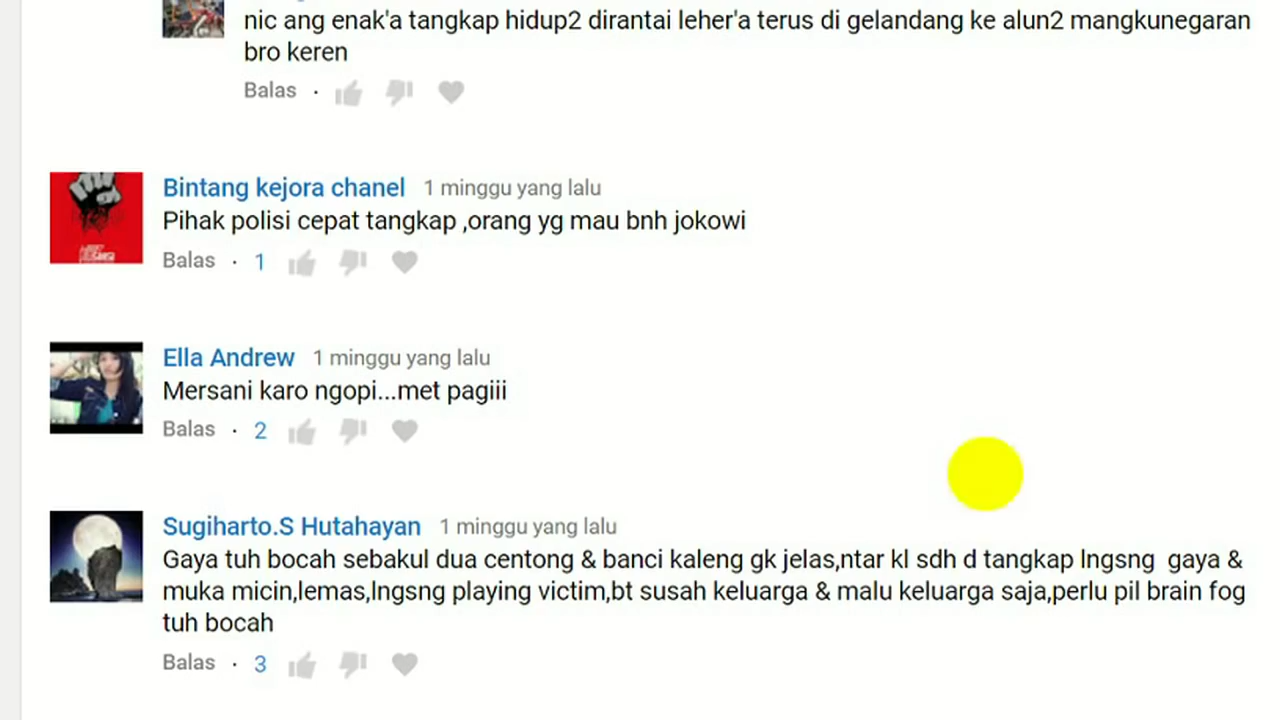 nic ang enak'a tangkap hidup2 dirantai leher'a terus di gelandang ke alun2 mangkunegaran
bro keren
Balas ·
Bintang kejora chanel 1 minggu yang lalu
Pihak polisi cepat tangkap ,orang yg mau bnh jokowi
Balas · 1
Ella Andrew 1 minggu yang lalu
Mersani karo ngopi...met pagiii
Balas · 2
Sugiharto.S Hutahayan 1 minggu yang lalu
Gaya tuh bocah sebakul dua centong & banci kaleng gk jelas,ntar kl sdh d tangkap lngsng gaya &
muka micin,lemas,lngsng playing victim,bt susah keluarga & malu keluarga saja,perlu pil brain fog
tuh bocah
Balas · 3